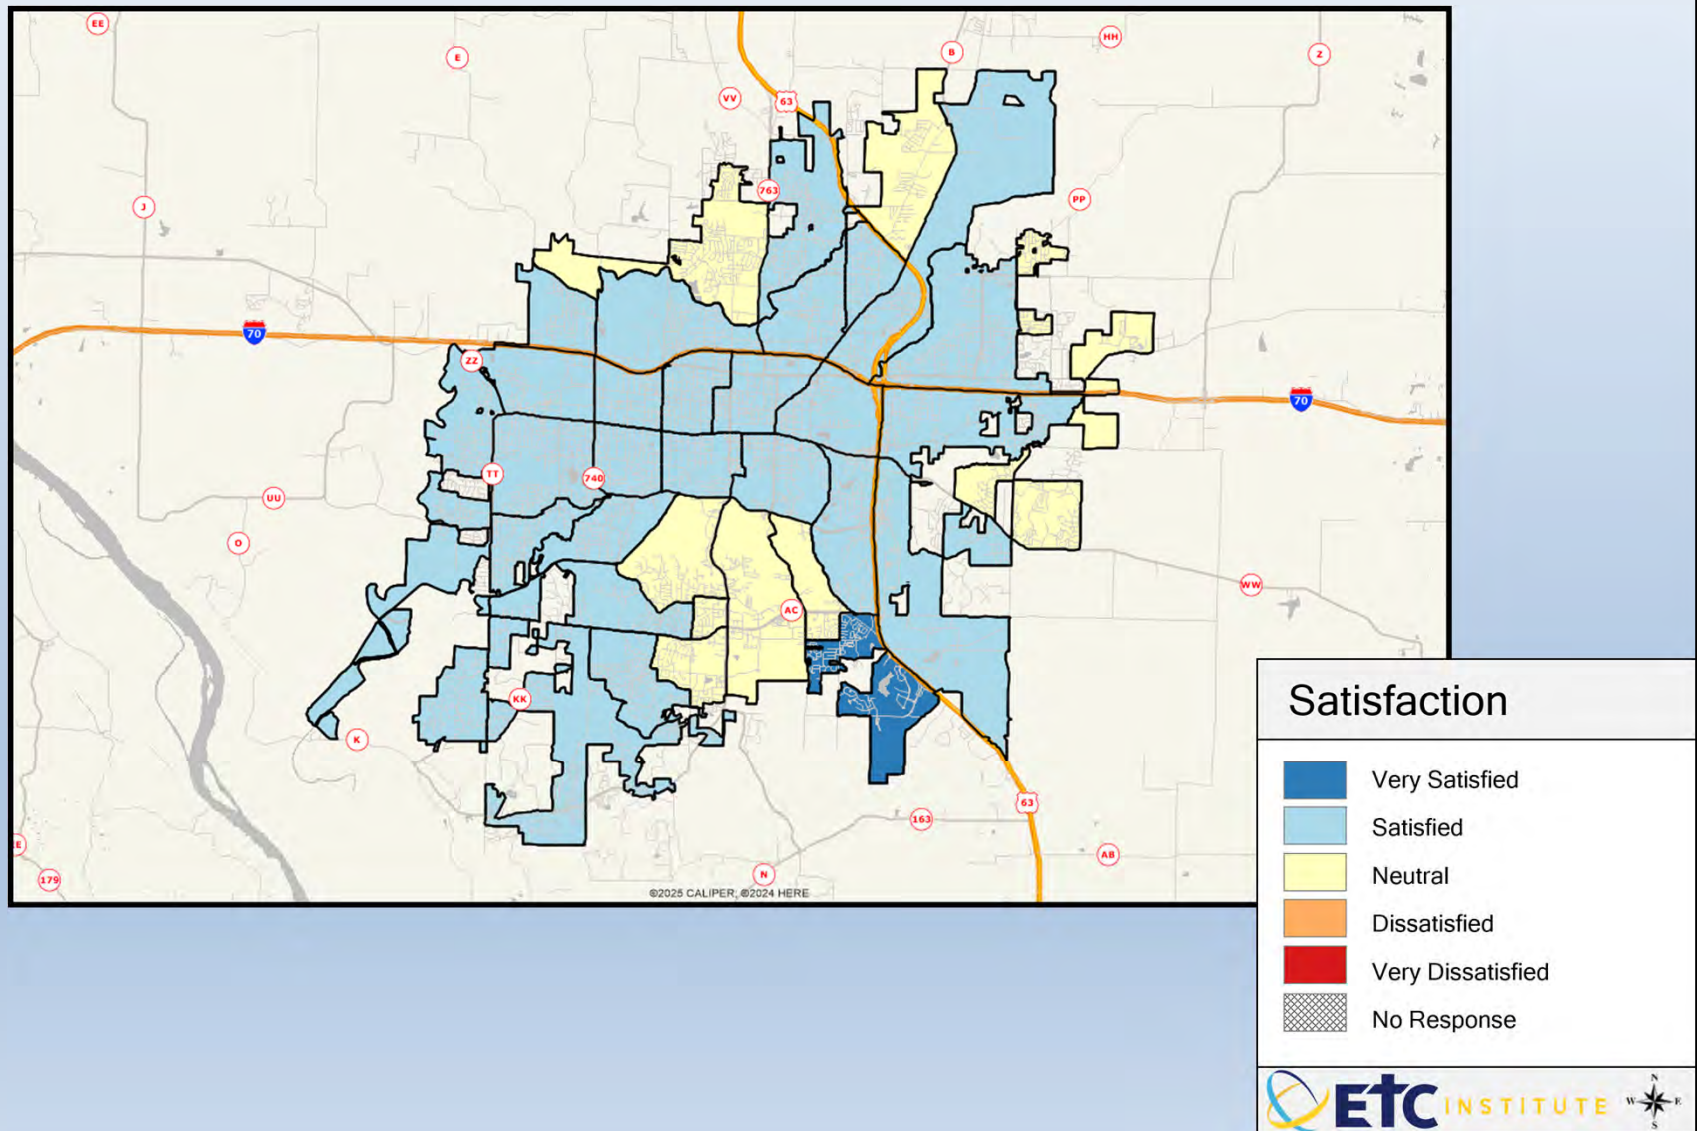 EE
E
B
HH
Z
VV
63
763
PP
J
70
ZZ
70
TT
740
UU
O
WW
AC
KK
K
63
163
AB
E
179
N
©2025 CALIPER; ©2024 HERE
Satisfaction
Very Satisfied
Satisfied
Neutral
Dissatisfied
Very Dissatisfied
No Response
ETC INSTITUTE
N
W E
S